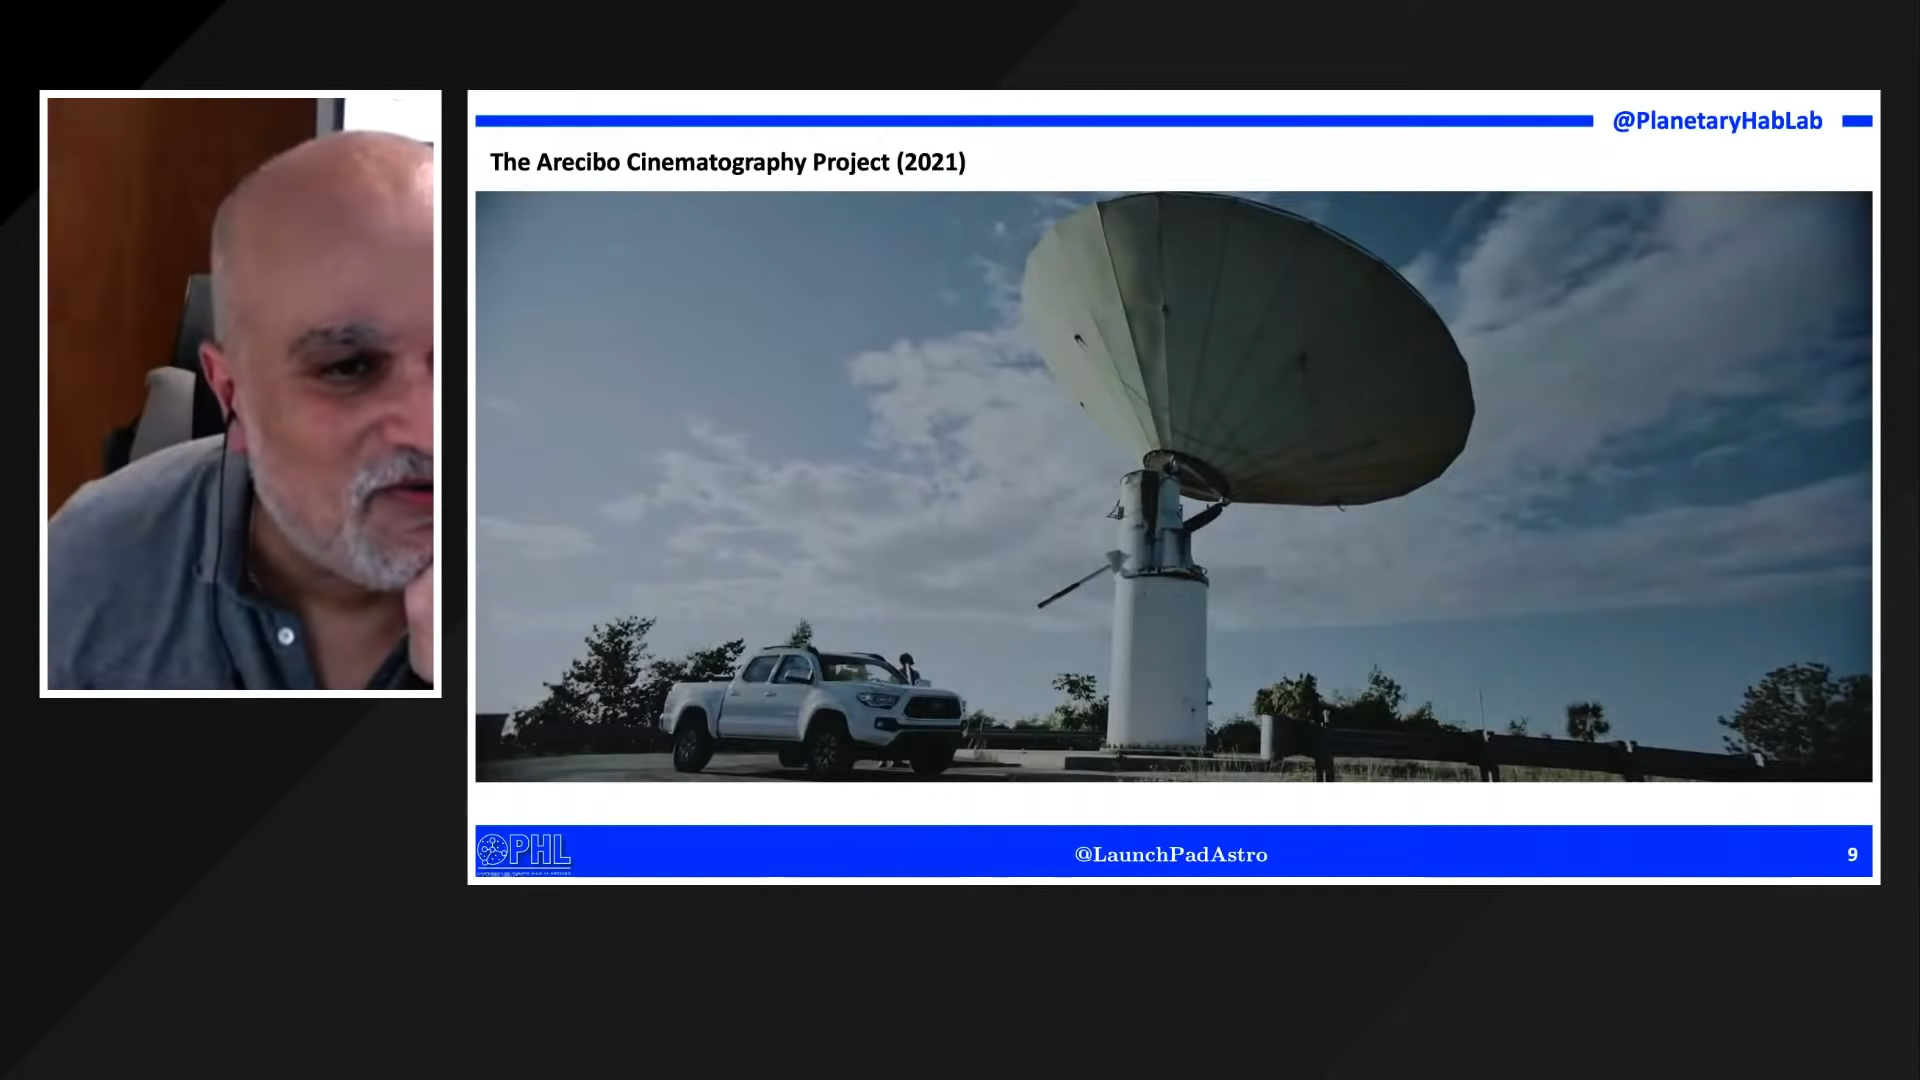 @PlanetaryHabLab
The Arecibo Cinematography Project (2021)
PHL
@LaunchPadAstro
9